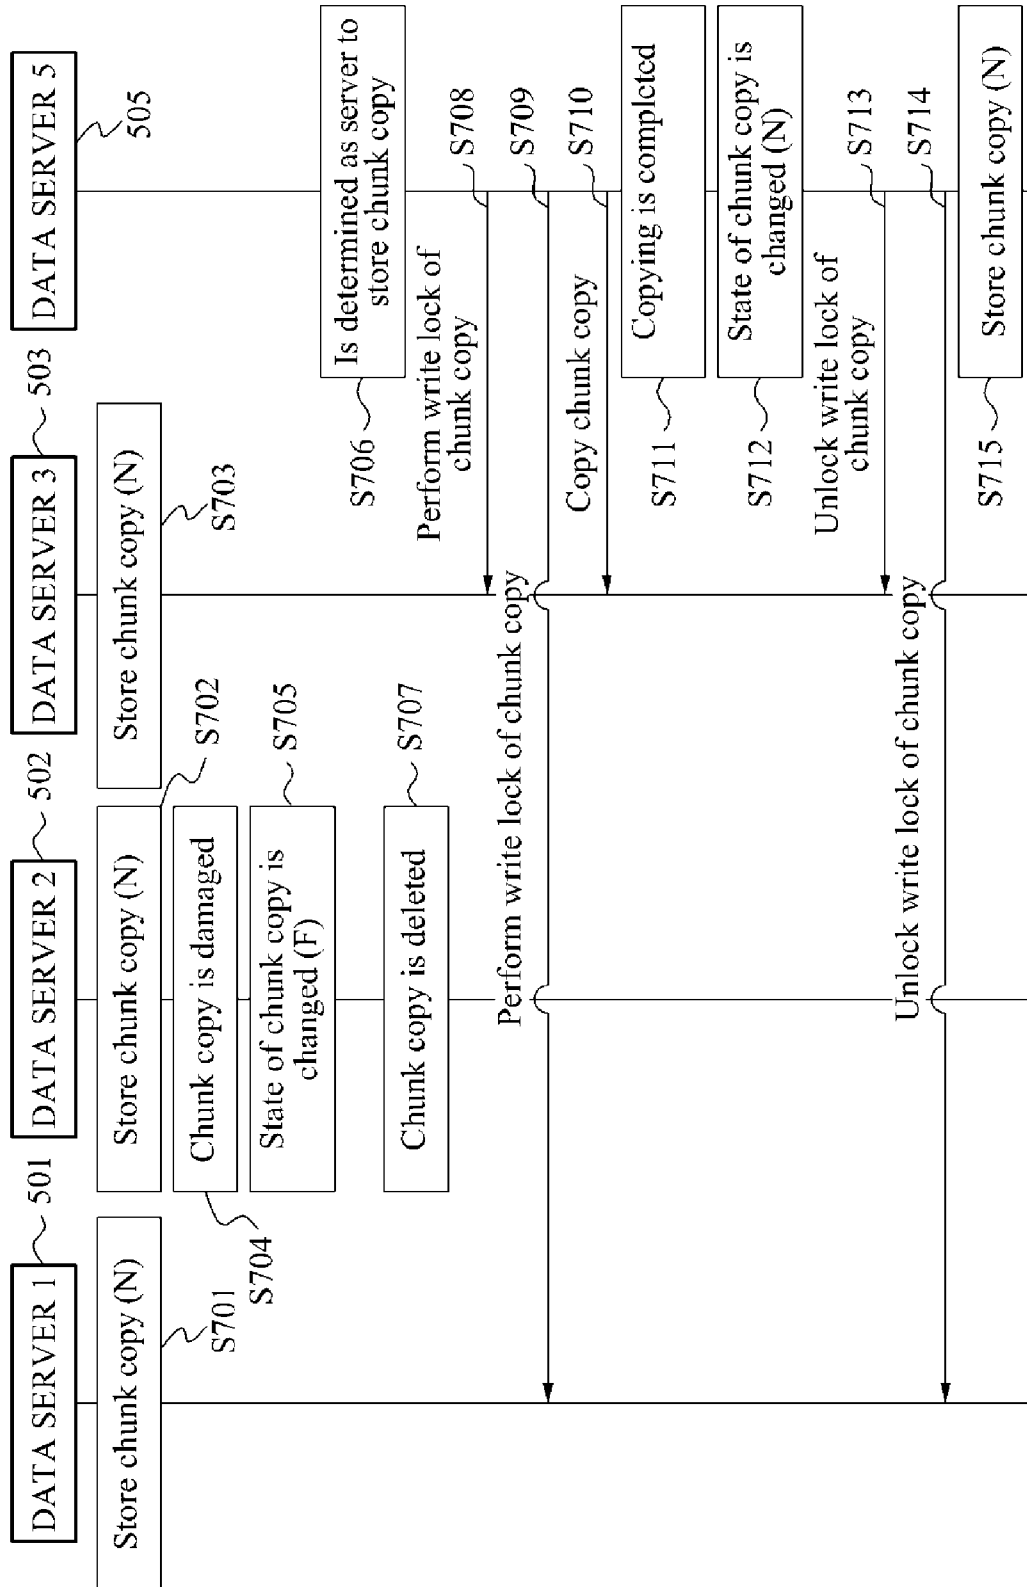 DATA SERVER 1
501
DATA SERVER 2
502
DATA SERVER 3
503
DATA SERVER 5
505
Store chunk copy (N)
S701
Store chunk copy (N)
S702
Store chunk copy (N)
S703
Chunk copy is damaged
S704
State of chunk copy is
changed (F)
S705
Is determined as server to
store chunk copy
S706
Chunk copy is deleted
S707
Perform write lock of
chunk copy
S708
Perform write lock of chunk copy
S709
Copy chunk copy
S710
Copying is completed
S711
State of chunk copy is
changed (N)
S712
Unlock write lock of
chunk copy
S713
Unlock write lock of chunk copy
S714
Store chunk copy (N)
S715